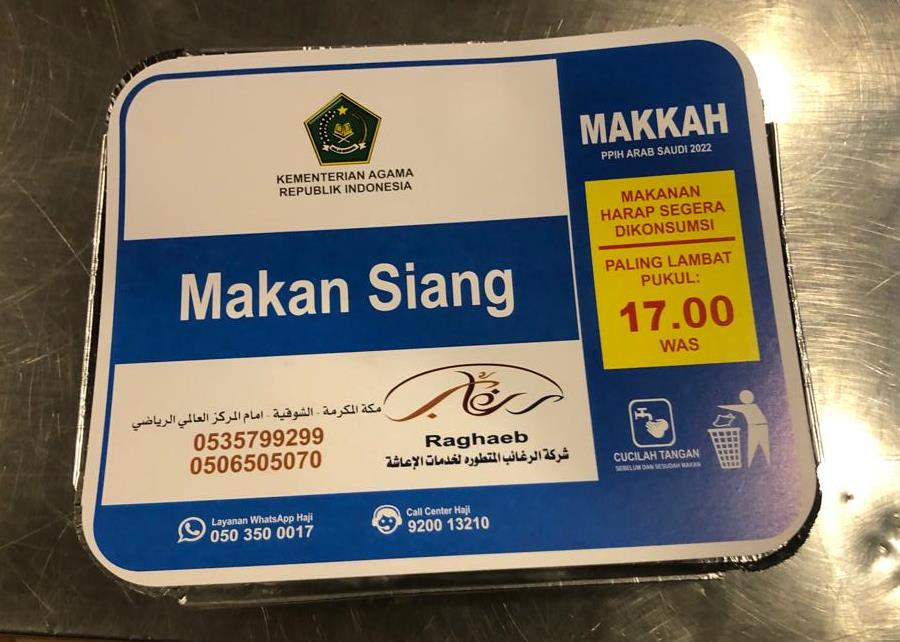 KEMENTERIAN AGAMA
REPUBLIK INDONESIA
Makan Siang
مكة المكرمة - الشوقية - امام المركز العالمي الرياضي
0535799299
0506505070
رغائب
Raghaeb
شركة الرغائب المتطوره لخدمات الإعاشة
Layanan WhatsApp Haji
050 350 0017
Call Center Haji
9200 13210
MAKKAH
PPIH ARAB SAUDI 2022
MAKANAN
HARAP SEGERA
DIKONSUMSI
PALING LAMBAT
PUKUL:
17.00
WAS
CUCILAH TANGAN
SEBELUM DAN SESUDAH MAKAN